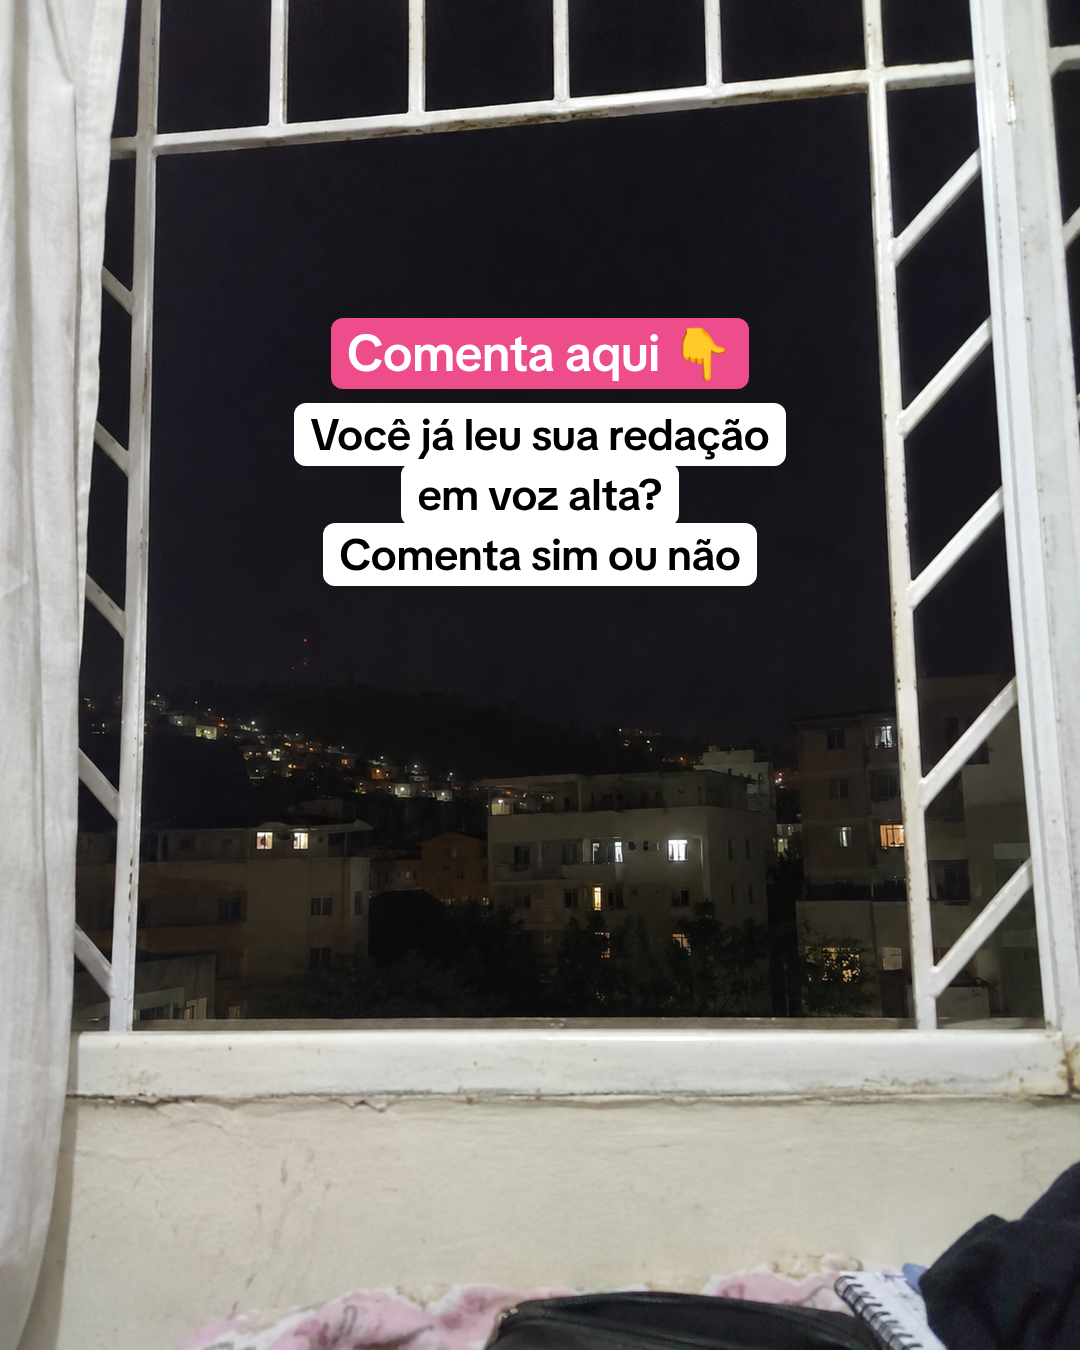 Comenta aqui 👇
Você já leu sua redação
em voz alta?
Comenta sim ou não